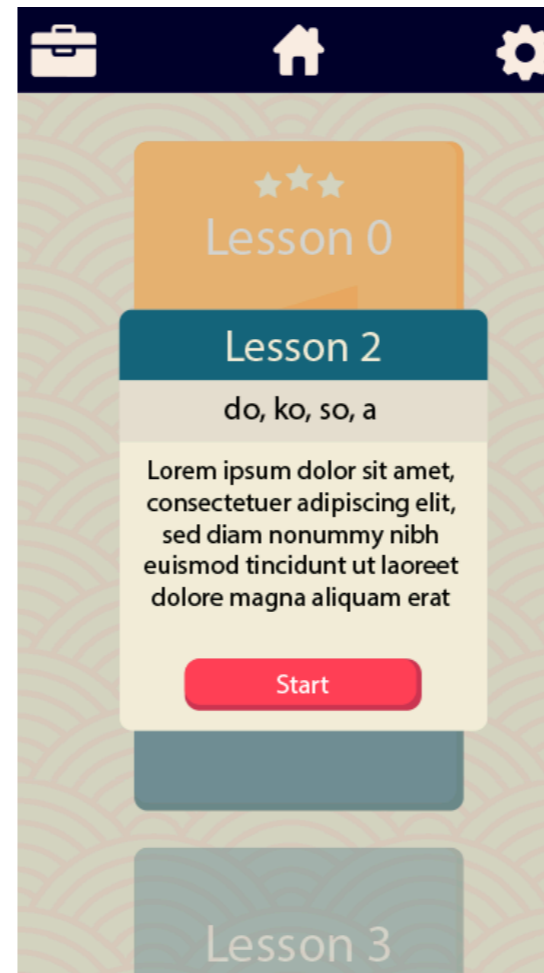 Lesson 0
Lesson 2
do, ko, so, a
Lorem ipsum dolor sit amet,
consectetuer adipiscing elit,
sed diam nonummy nibh
euismod tincidunt ut laoreet
dolore magna aliquam erat
Start
Lesson 3